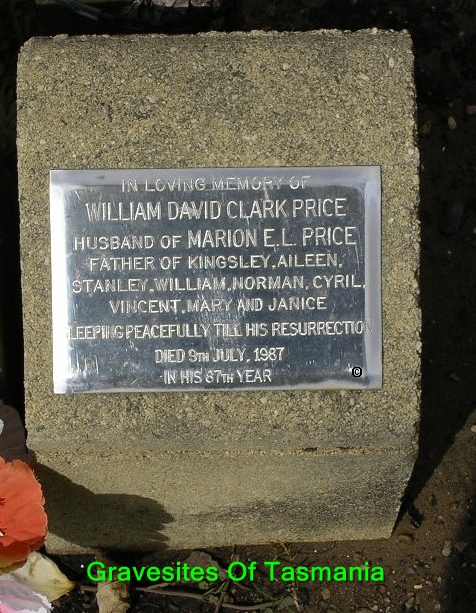 IN LOVING MEMORY OF
WILLIAM DAVID CLARK PRICE
HUSBAND OF MARION E.L. PRICE
FATHER OF KINGSLEY, AILEEN,
STANLEY, WILLIAM, NORMAN, CYRIL,
VINCENT, MARY AND JANICE
SLEEPING PEACEFULLY TILL HIS RESURRECTION
DIED 9TH JULY, 1987
IN HIS 87TH YEAR
©
Gravesites Of Tasmania